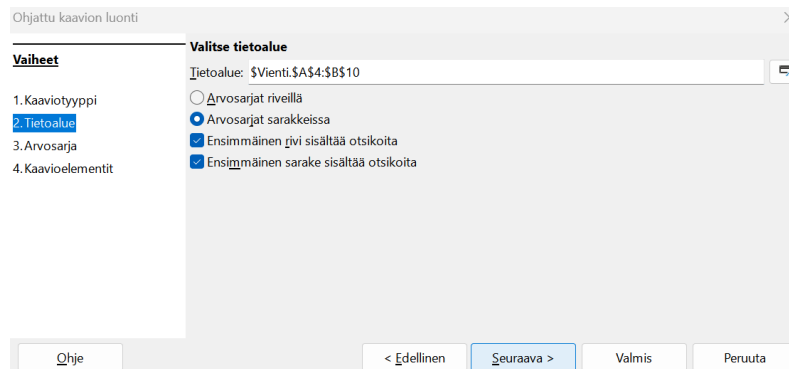 Ohjattu kaavion luonti
Vaiheet
1.Kaaviotyyppi
2.Tietoalue
3.Arvosarja
4.Kaavioelementit
Valitse tietoalue
Tietoalue: $Vienti.$A$4:$B$10
Arvosarjat riveillä
Arvosarjat sarakkeissa
Ensimmäinen rivi sisältää otsikoita
Ensimmäinen sarake sisältää otsikoita
Ohje
< Edellinen
Seuraava >
Valmis
Peruuta